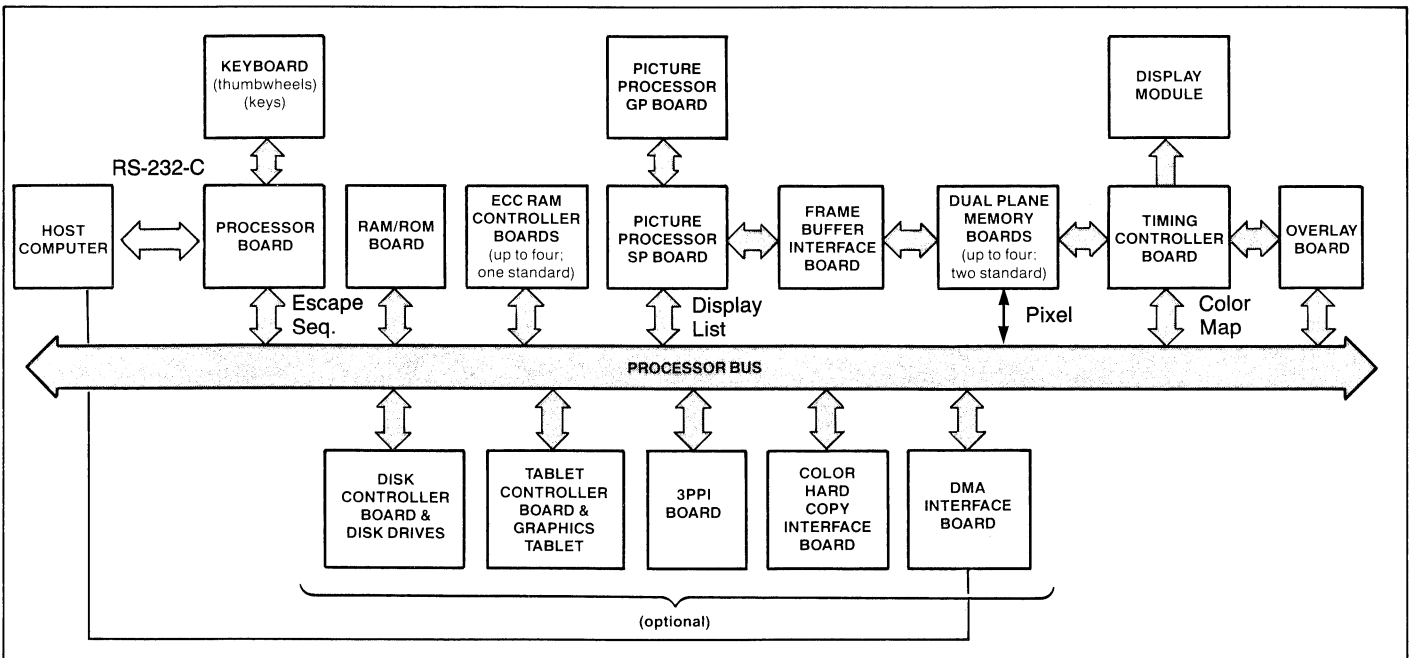 KEYBOARD
(thumbwheels)
(keys)
PICTURE
PROCESSOR
GP BOARD
DISPLAY
MODULE
RS-232-C
HOST
COMPUTER
PROCESSOR
BOARD
RAM/ROM
BOARD
ECC RAM
CONTROLLER
BOARDS
(up to four;
one standard)
PICTURE
PROCESSOR
SP BOARD
FRAME
BUFFER
INTERFACE
BOARD
DUAL PLANE
MEMORY
BOARDS
(up to four;
two standard)
TIMING
CONTROLLER
BOARD
OVERLAY
BOARD
Escape
Seq.
Display
List
Pixel
Color
Map
PROCESSOR BUS
DISK
CONTROLLER
BOARD &
DISK DRIVES
TABLET
CONTROLLER
BOARD &
GRAPHICS
TABLET
3PPI
BOARD
COLOR
HARD
COPY
INTERFACE
BOARD
DMA
INTERFACE
BOARD
(optional)